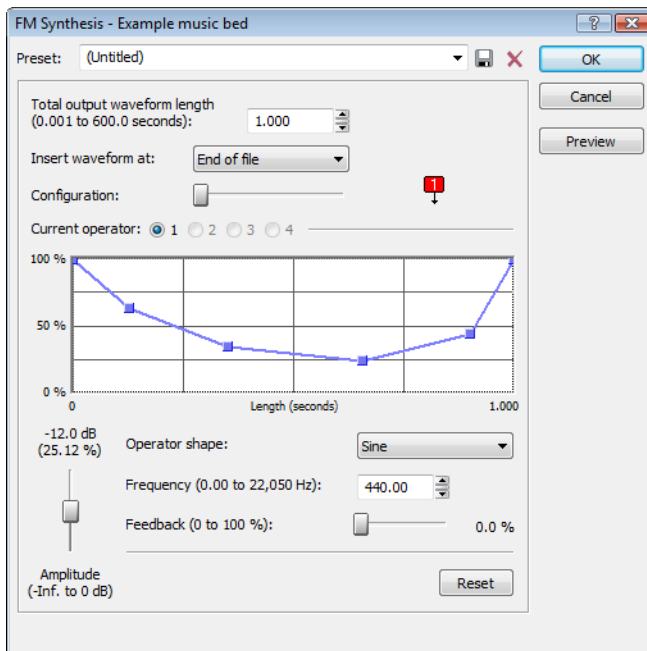 FM Synthesis - Example music bed
Preset: (Untitled)
OK
Cancel
Preview
Total output waveform length
(0.001 to 600.0 seconds): 1.000
Insert waveform at: End of file
Configuration: 1
Current operator: 1 2 3 4
100 %
50 %
0 %
0 Length (seconds) 1.000
-12.0 dB
(25.12 %)
Operator shape: Sine
Frequency (0.00 to 22,050 Hz): 440.00
Feedback (0 to 100 %): 0.0 %
Amplitude
(-Inf. to 0 dB)
Reset